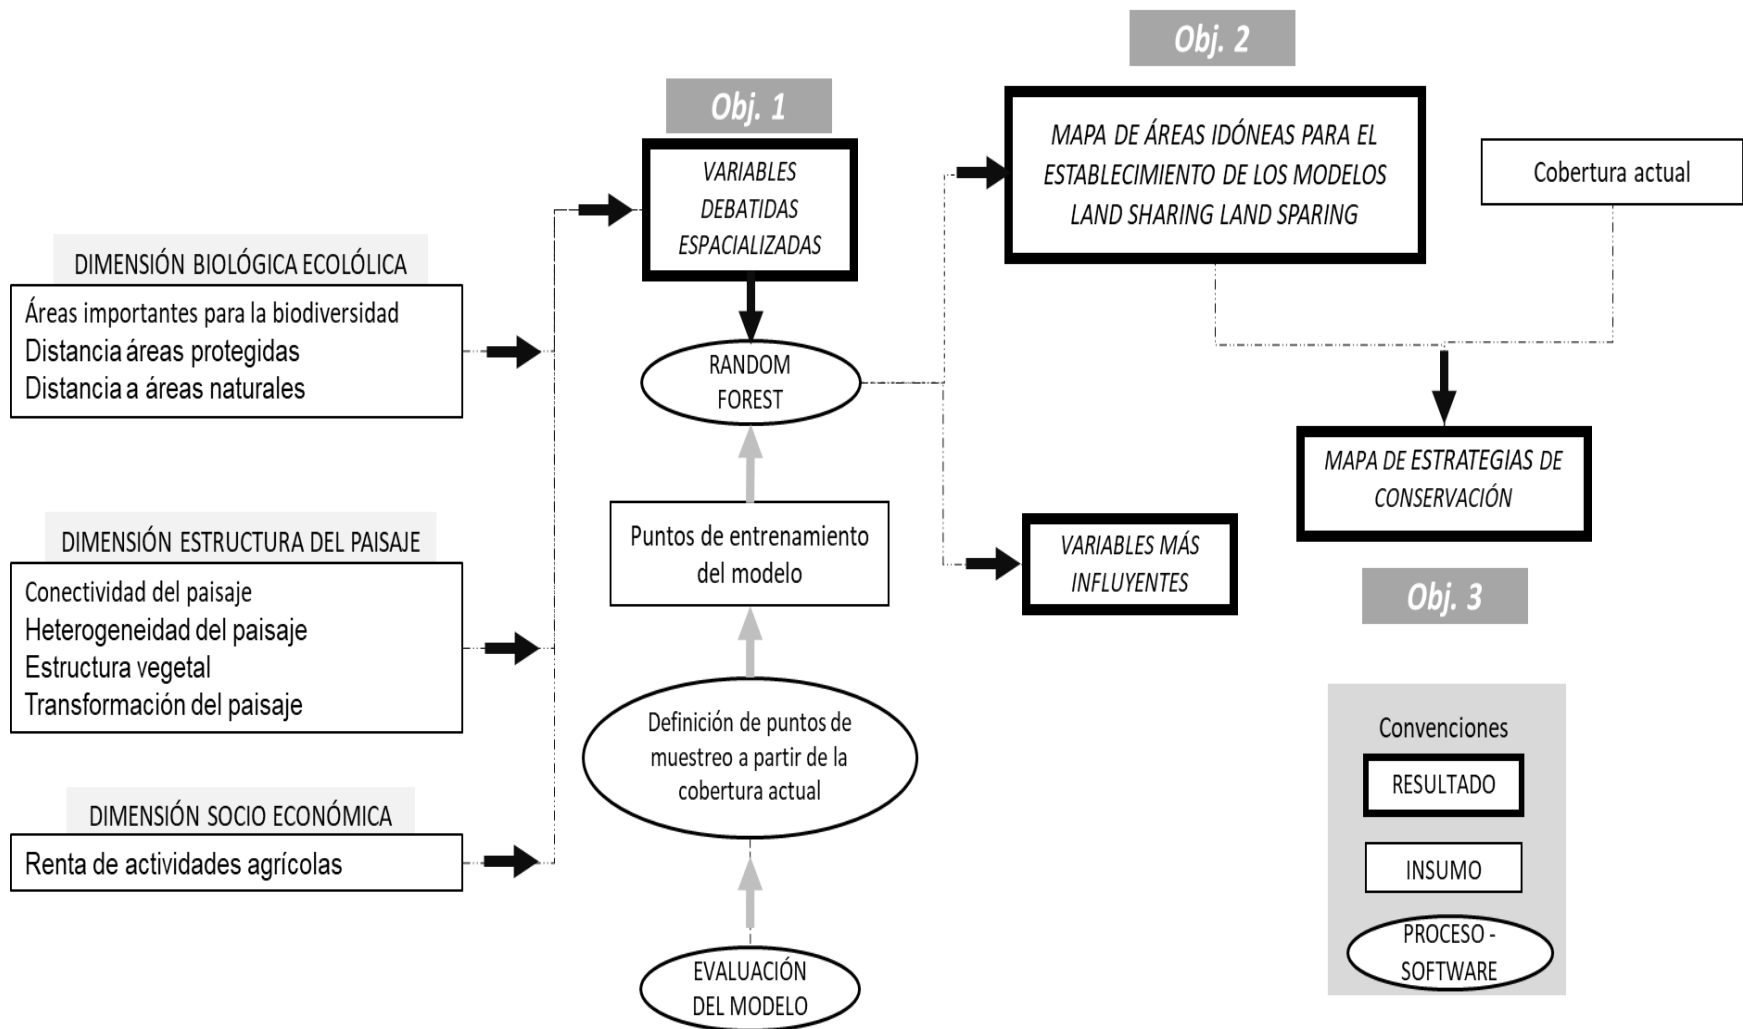 Obj. 1
Obj. 2
DIMENSIÓN BIOLÓGICA ECOLÓLICA
Áreas importantes para la biodiversidad
Distancia áreas protegidas
Distancia a áreas naturales
DIMENSIÓN ESTRUCTURA DEL PAISAJE
Conectividad del paisaje
Heterogeneidad del paisaje
Estructura vegetal
Transformación del paisaje
DIMENSIÓN SOCIO ECONÓMICA
Renta de actividades agrícolas
VARIABLES
DEBATIDAS
ESPACIALIZADAS
RANDOM
FOREST
Puntos de entrenamiento
del modelo
Definición de puntos de
muestreo a partir de la
cobertura actual
EVALUACIÓN
DEL MODELO
MAPA DE ÁREAS IDÓNEAS PARA EL
ESTABLECIMIENTO DE LOS MODELOS
LAND SHARING LAND SPARING
Cobertura actual
MAPA DE ESTRATEGIAS DE
CONSERVACIÓN
VARIABLES MÁS
INFLUYENTES
Obj. 3
Convenciones
RESULTADO
INSUMO
PROCESO -
SOFTWARE